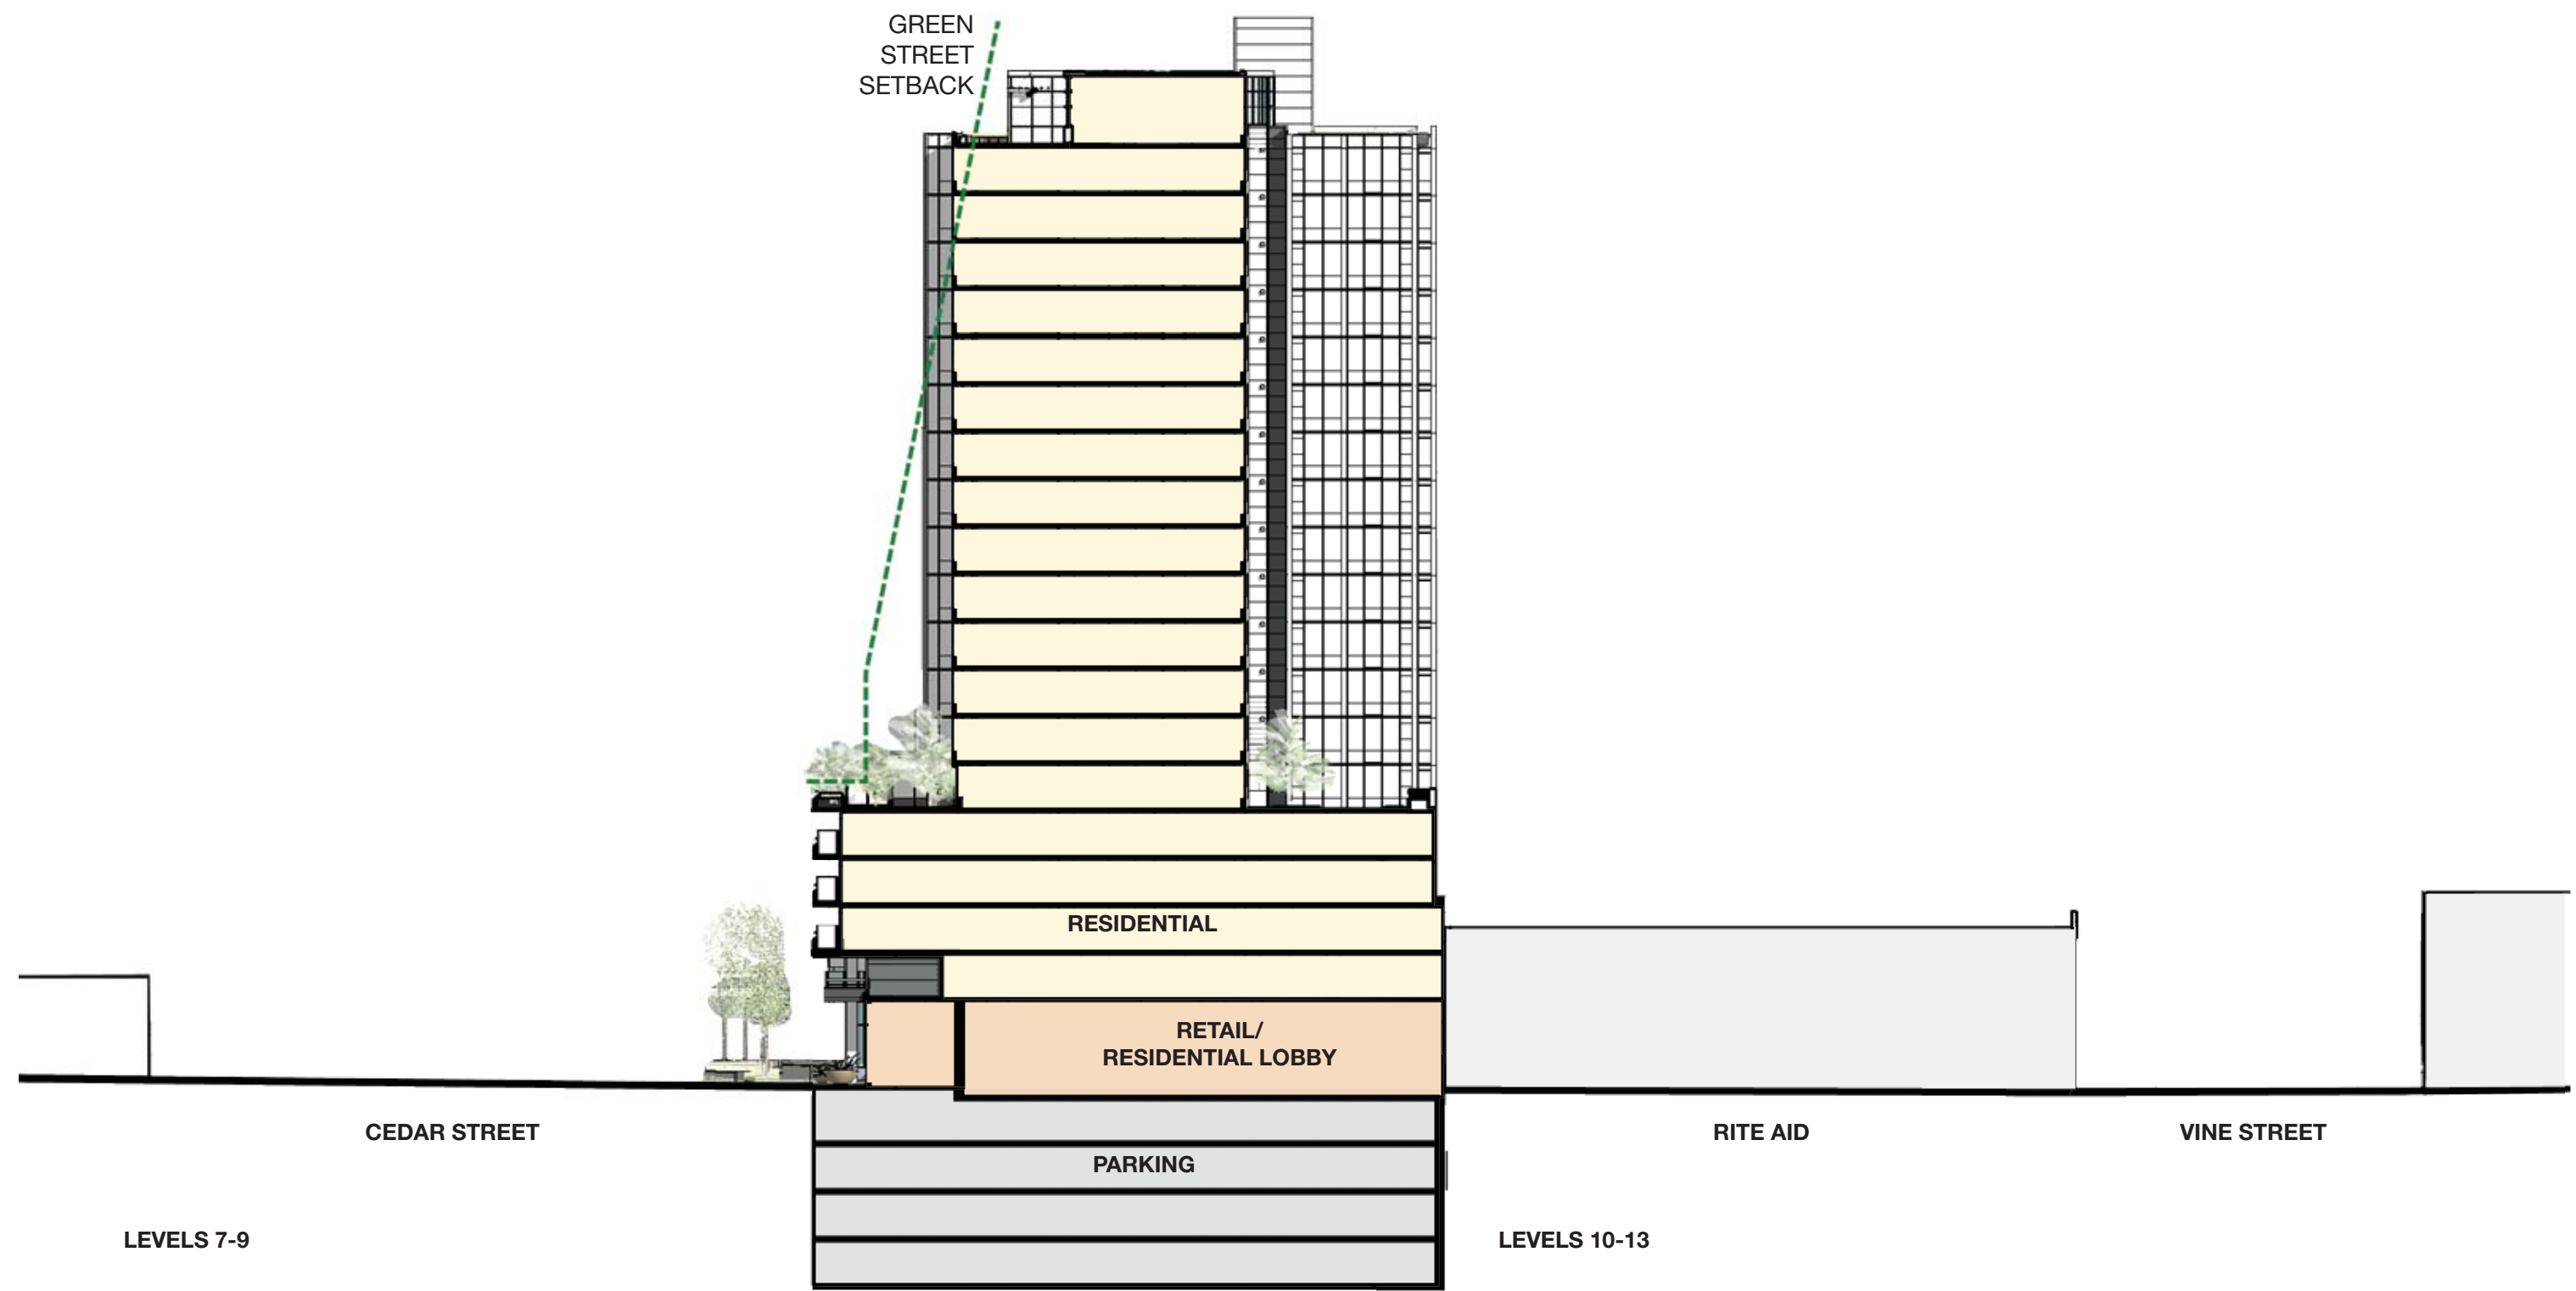 GREEN
STREET
SETBACK
RESIDENTIAL
RETAIL/
RESIDENTIAL LOBBY
CEDAR STREET
RITE AID
VINE STREET
PARKING
LEVELS 7-9
LEVELS 10-13